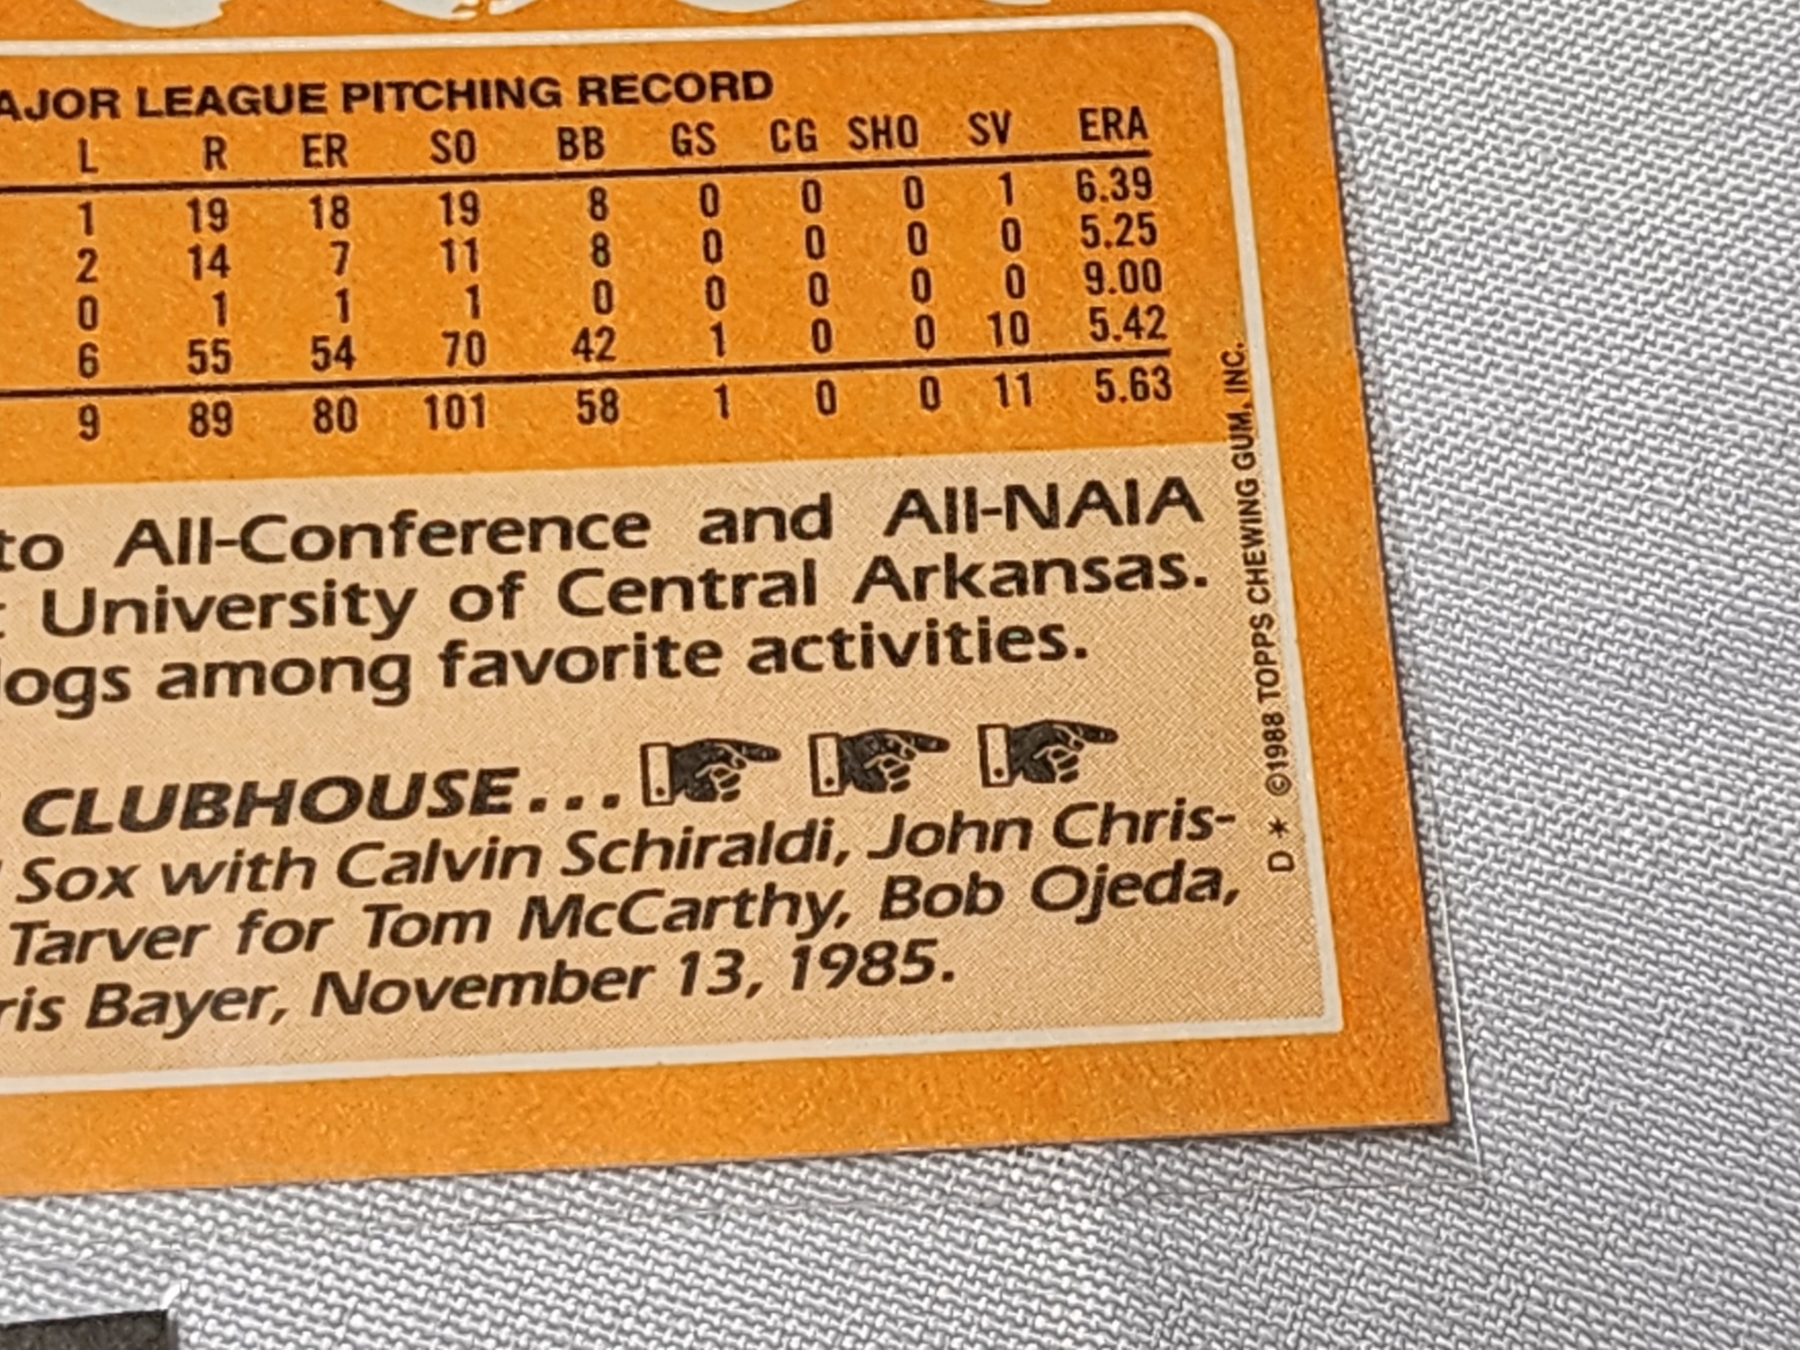 AJOR LEAGUE PITCHING RECORD
L R ER SO BB GS CG SHO SV ERA
1 19 18 19 8 0 0 0 1 6.39
2 14 7 11 8 0 0 0 0 5.25
0 1 1 1 0 0 0 0 0 9.00
6 55 54 70 42 1 0 0 10 5.42
9 89 80 101 58 1 0 0 11 5.63
to All-Conference and All-NAIA
University of Central Arkansas.
ogs among favorite activities.
CLUBHOUSE...
Sox with Calvin Schiraldi, John Chris-
Tarver for Tom McCarthy, Bob Ojeda,
ris Bayer, November 13, 1985.
D * ©1988 TOPPS CHEWING GUM, INC.